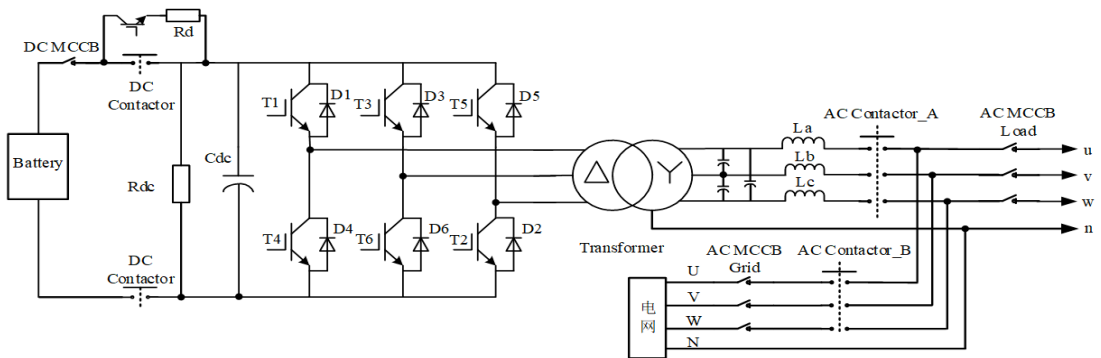 Rd
DC MCCB
DC
Contactor
Battery
Rdc
Cdc
DC
Contactor
T1
D1
T3
D3
T5
D5
T4
D4
T6
D6
T2
D2
Transformer
La
Lb
Lc
AC Contactor_A
AC MCCB
Load
u
v
w
n
AC MCCB
Grid
AC Contactor_B
U
V
W
N
电
网